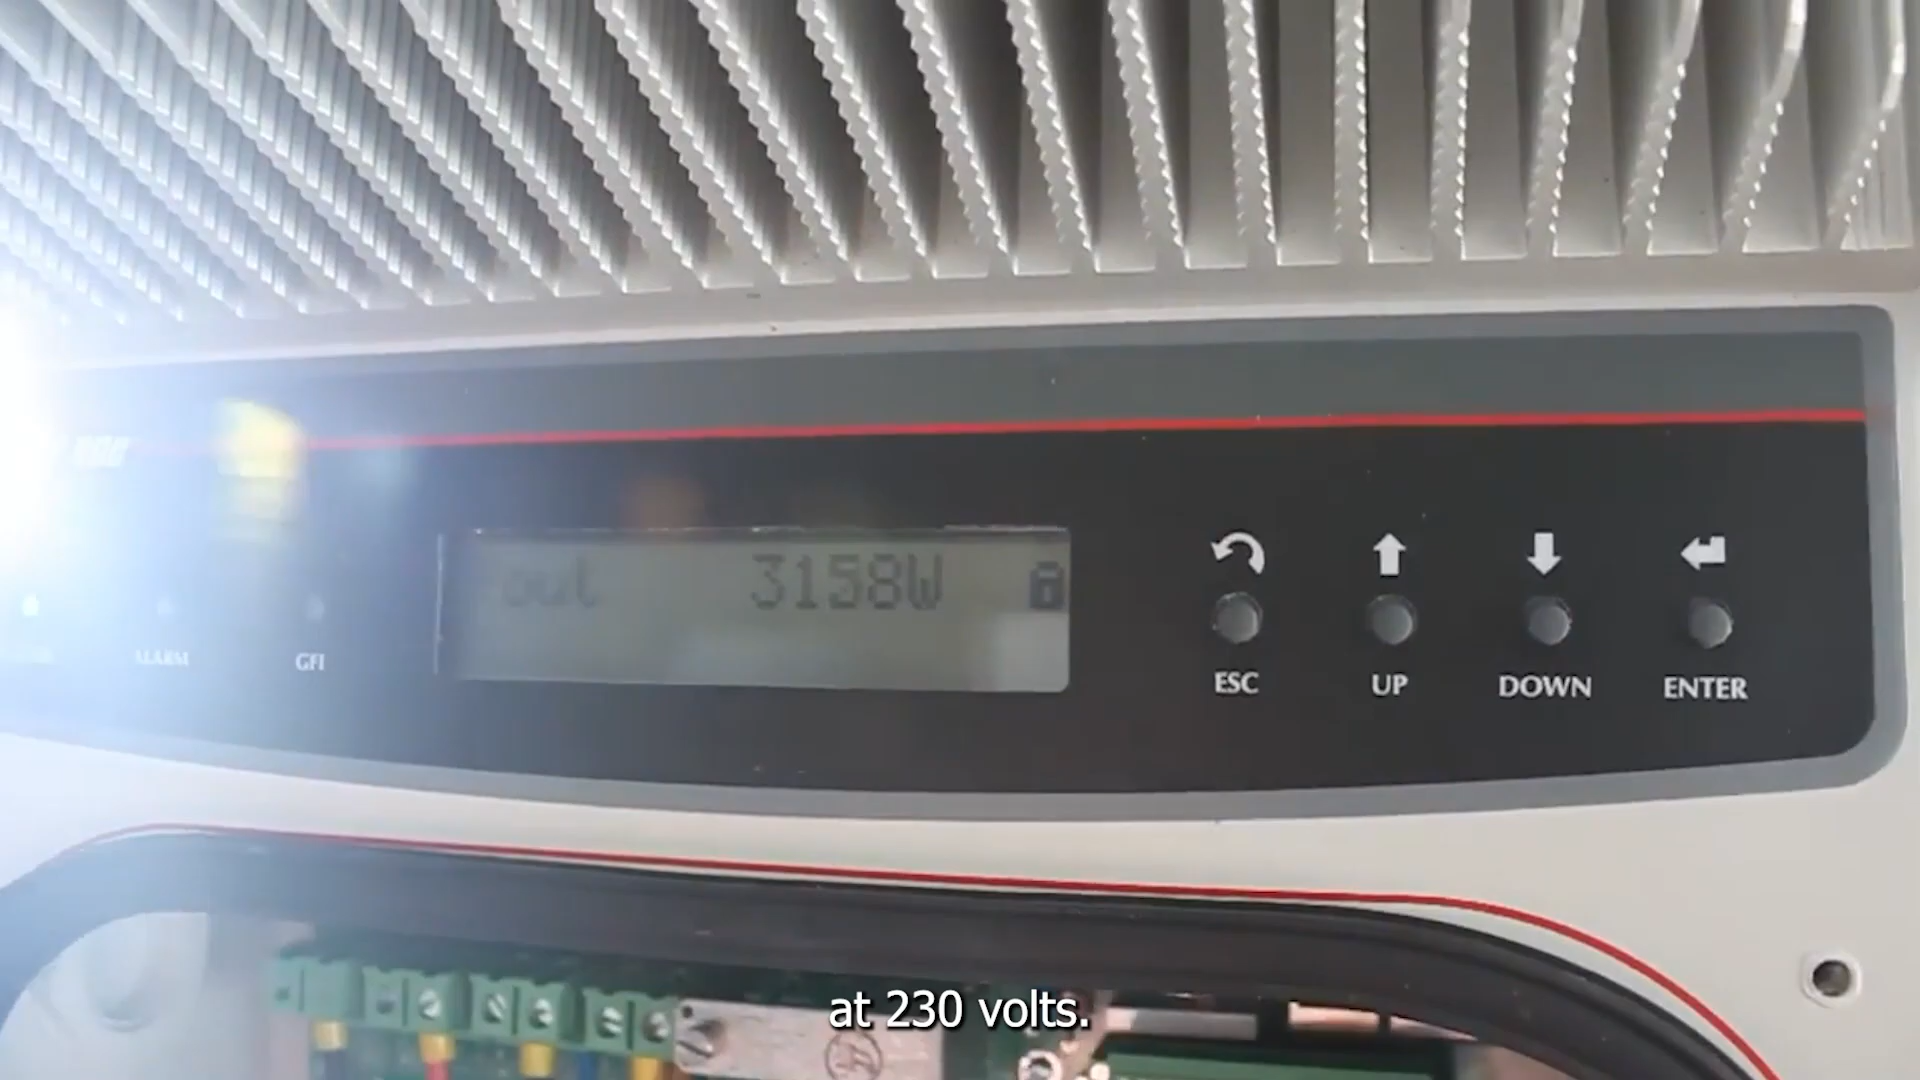 out 3158W
ALARM
GFI
ESC
UP
DOWN
ENTER
at 230 volts.